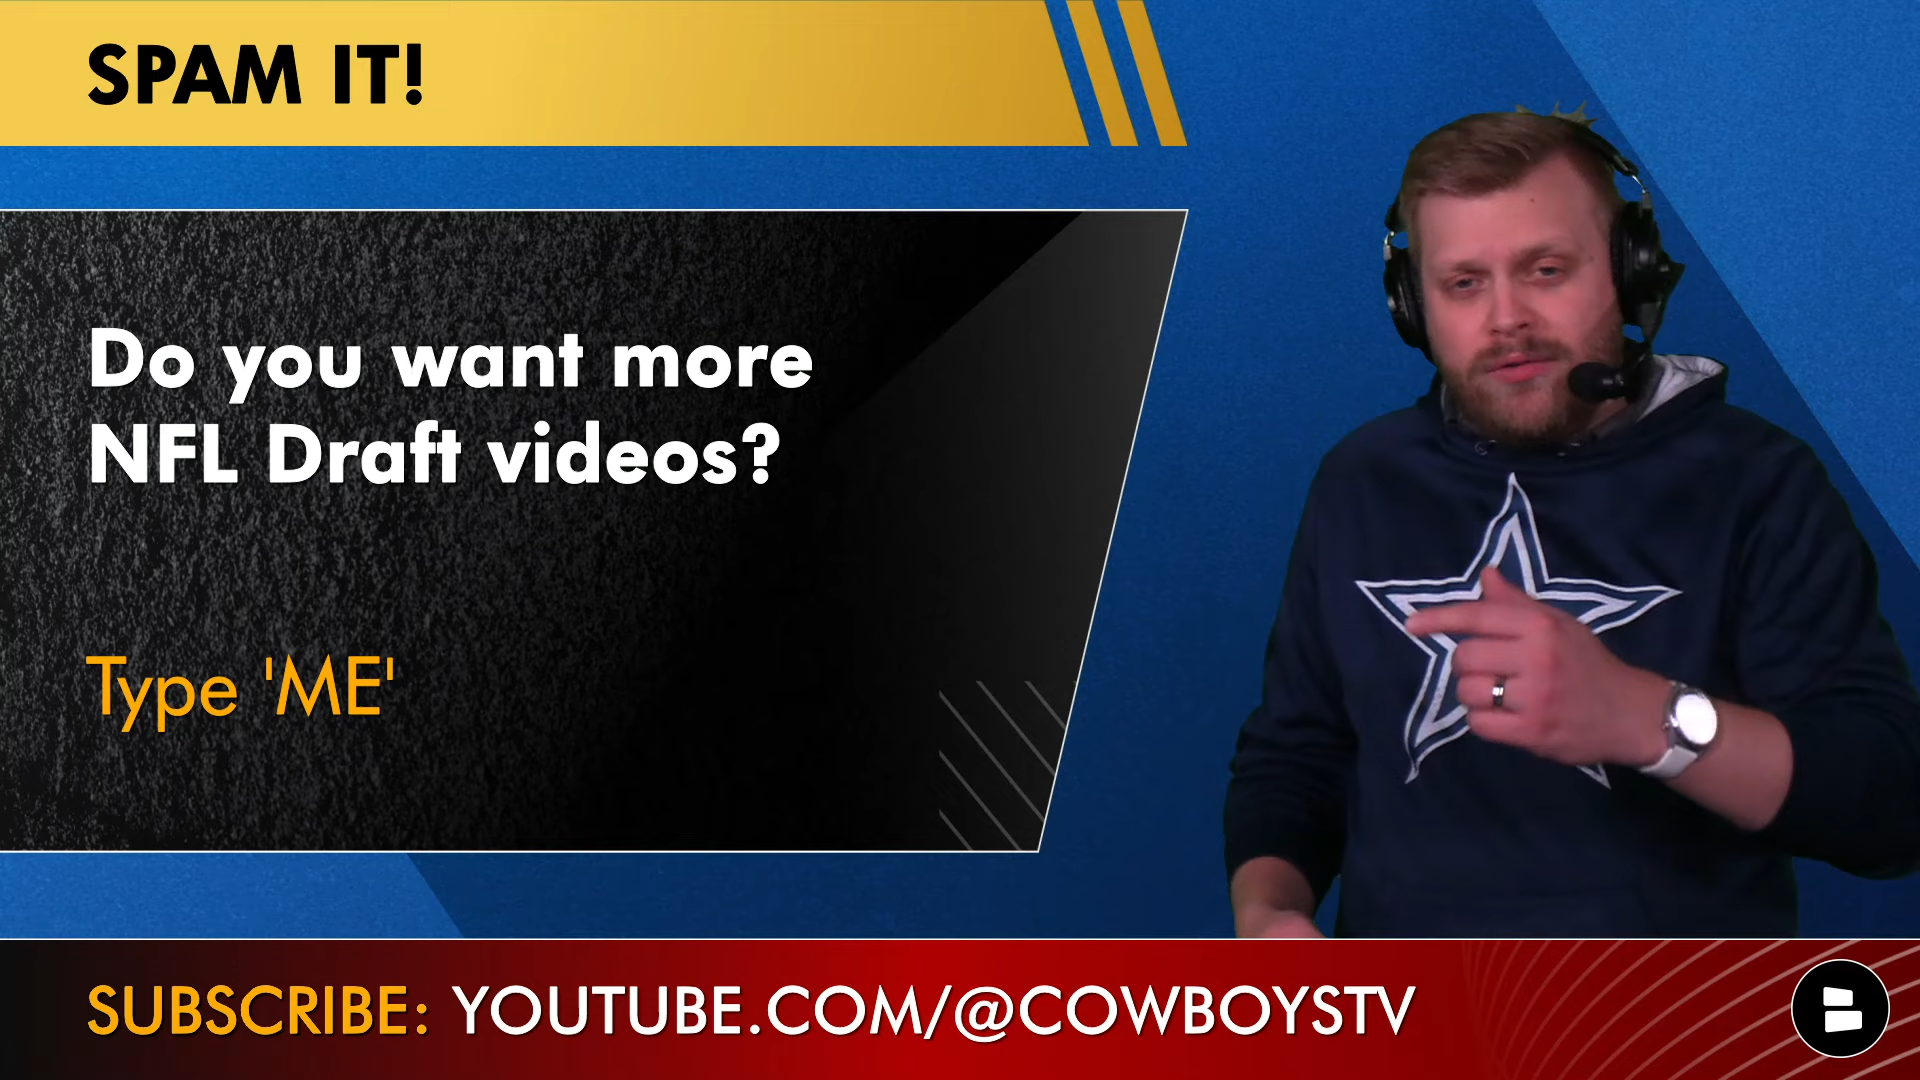 SPAM IT!
Do you want more
NFL Draft videos?
Type 'ME'
SUBSCRIBE: YOUTUBE.COM/@COWBOYSTV